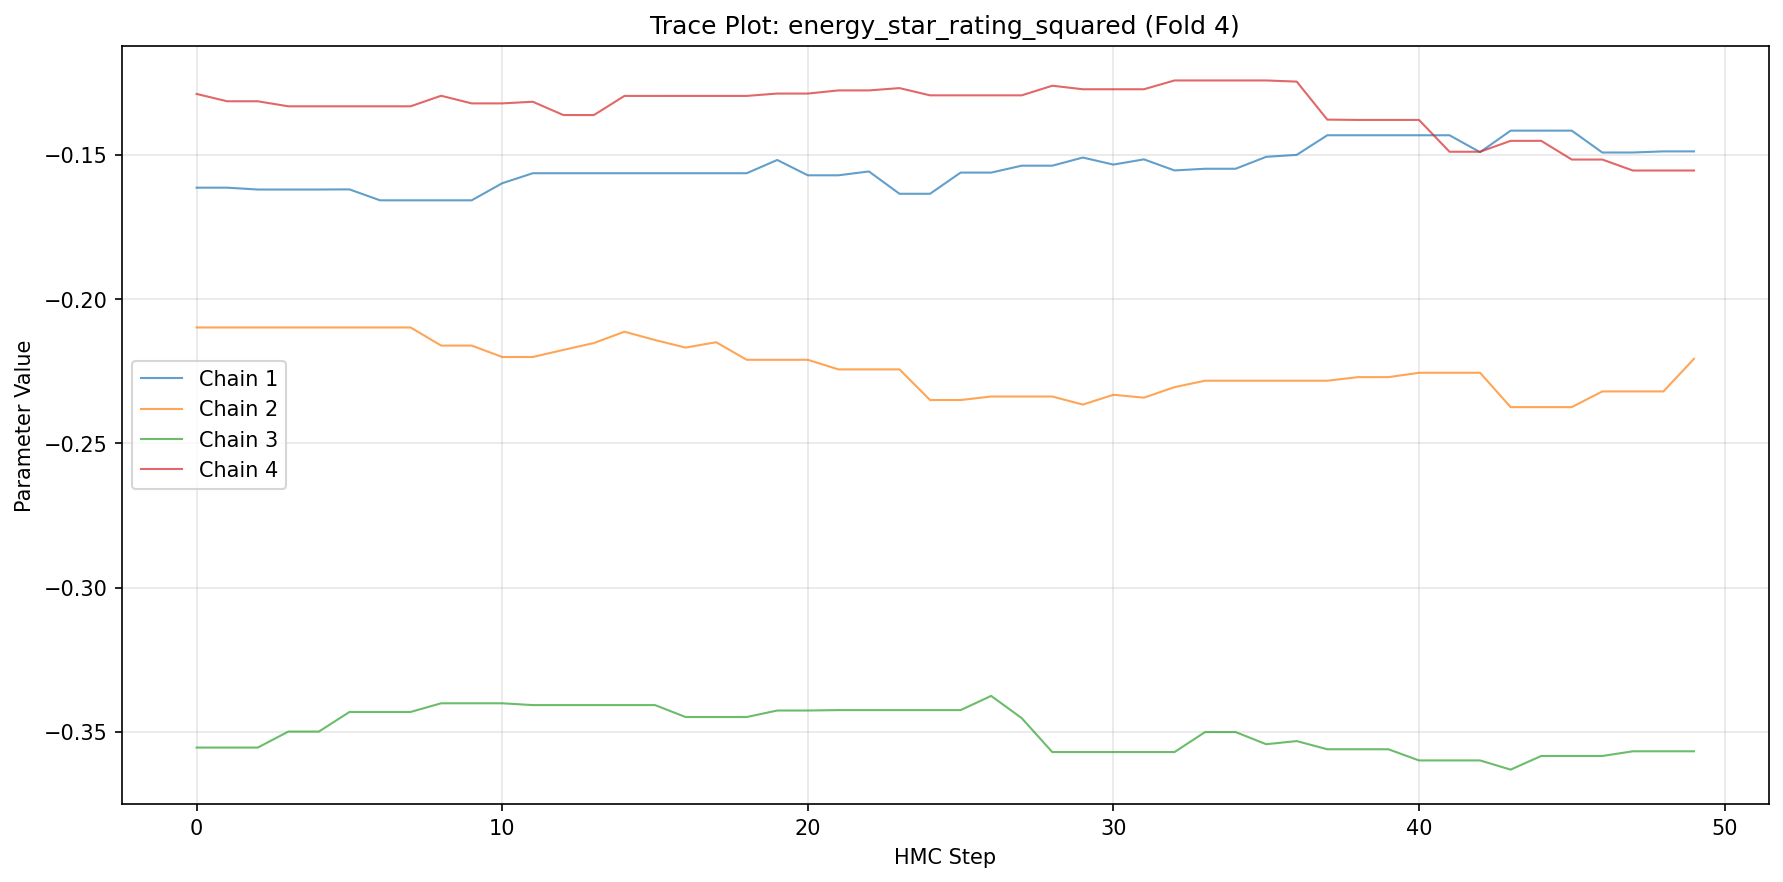 Trace Plot: energy_star_rating_squared (Fold 4)
Parameter Value
−0.15
−0.20
−0.25
−0.30
−0.35
Chain 1
Chain 2
Chain 3
Chain 4
0 10 20 30 40 50
HMC Step